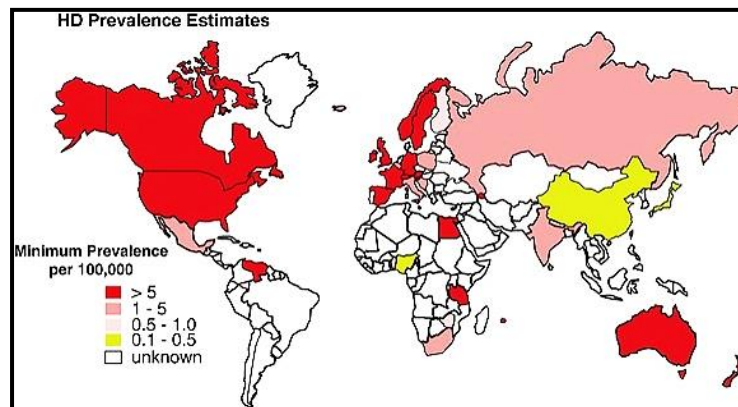 HD Prevalence Estimates
Minimum Prevalence
per 100,000
> 5
1 - 5
0.5 - 1.0
0.1 - 0.5
unknown